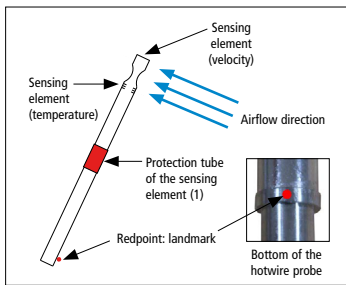 Sensing
element
(velocity)
Sensing
element
(temperature)
Airflow direction
Protection tube
of the sensing
element (1)
Redpoint: landmark
Bottom of the
hotwire probe